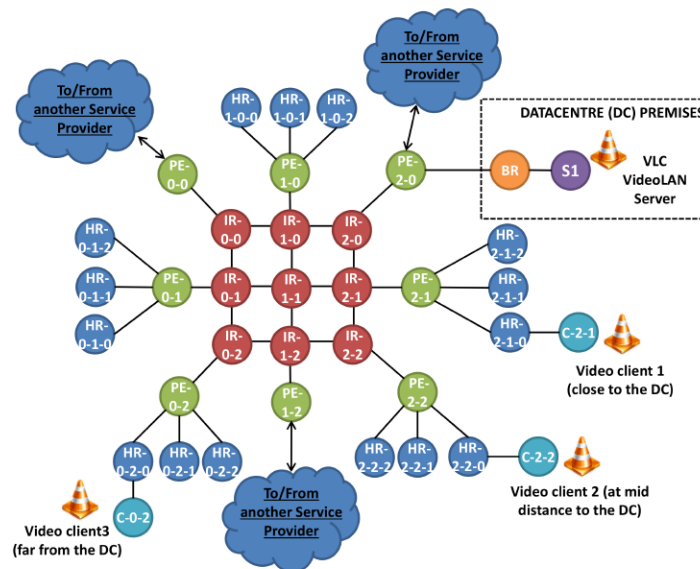 To/From
another Service
Provider
To/From
another Service
Provider
HR-
1-0-0
HR-
1-0-1
HR-
1-0-2
DATACENTRE (DC) PREMISES
VLC
VideoLAN
Server
PE-
0-0
PE-
1-0
PE-
2-0
BR
S1
IR-
0-0
IR-
1-0
IR-
2-0
HR-
0-1-2
HR-
0-1-1
HR-
0-1-0
PE-
0-1
IR-
0-1
IR-
1-1
IR-
2-1
PE-
2-1
HR-
2-1-2
HR-
2-1-1
HR-
2-1-0
C-2-1
Video client 1
(close to the DC)
IR-
0-2
IR-
1-2
IR-
2-2
PE-
0-2
PE-
1-2
PE-
2-2
HR-
0-2-0
HR-
0-2-1
HR-
0-2-2
HR-
2-2-2
HR-
2-2-1
HR-
2-2-0
C-2-2
Video client 2 (at mid
distance to the DC)
C-0-2
Video client3
(far from the DC)
To/From
another Service
Provider